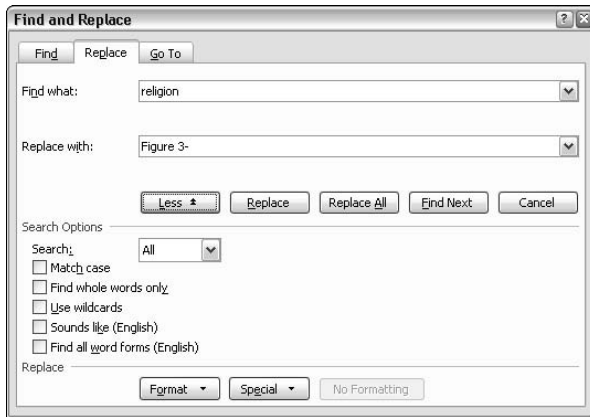 Find and Replace
Find Replace Go To
Find what: religion
Replace with: Figure 3-
Less Replace Replace All Find Next Cancel
Search Options
Search: All
Match case
Find whole words only
Use wildcards
Sounds like (English)
Find all word forms (English)
Replace
Format Special No Formatting